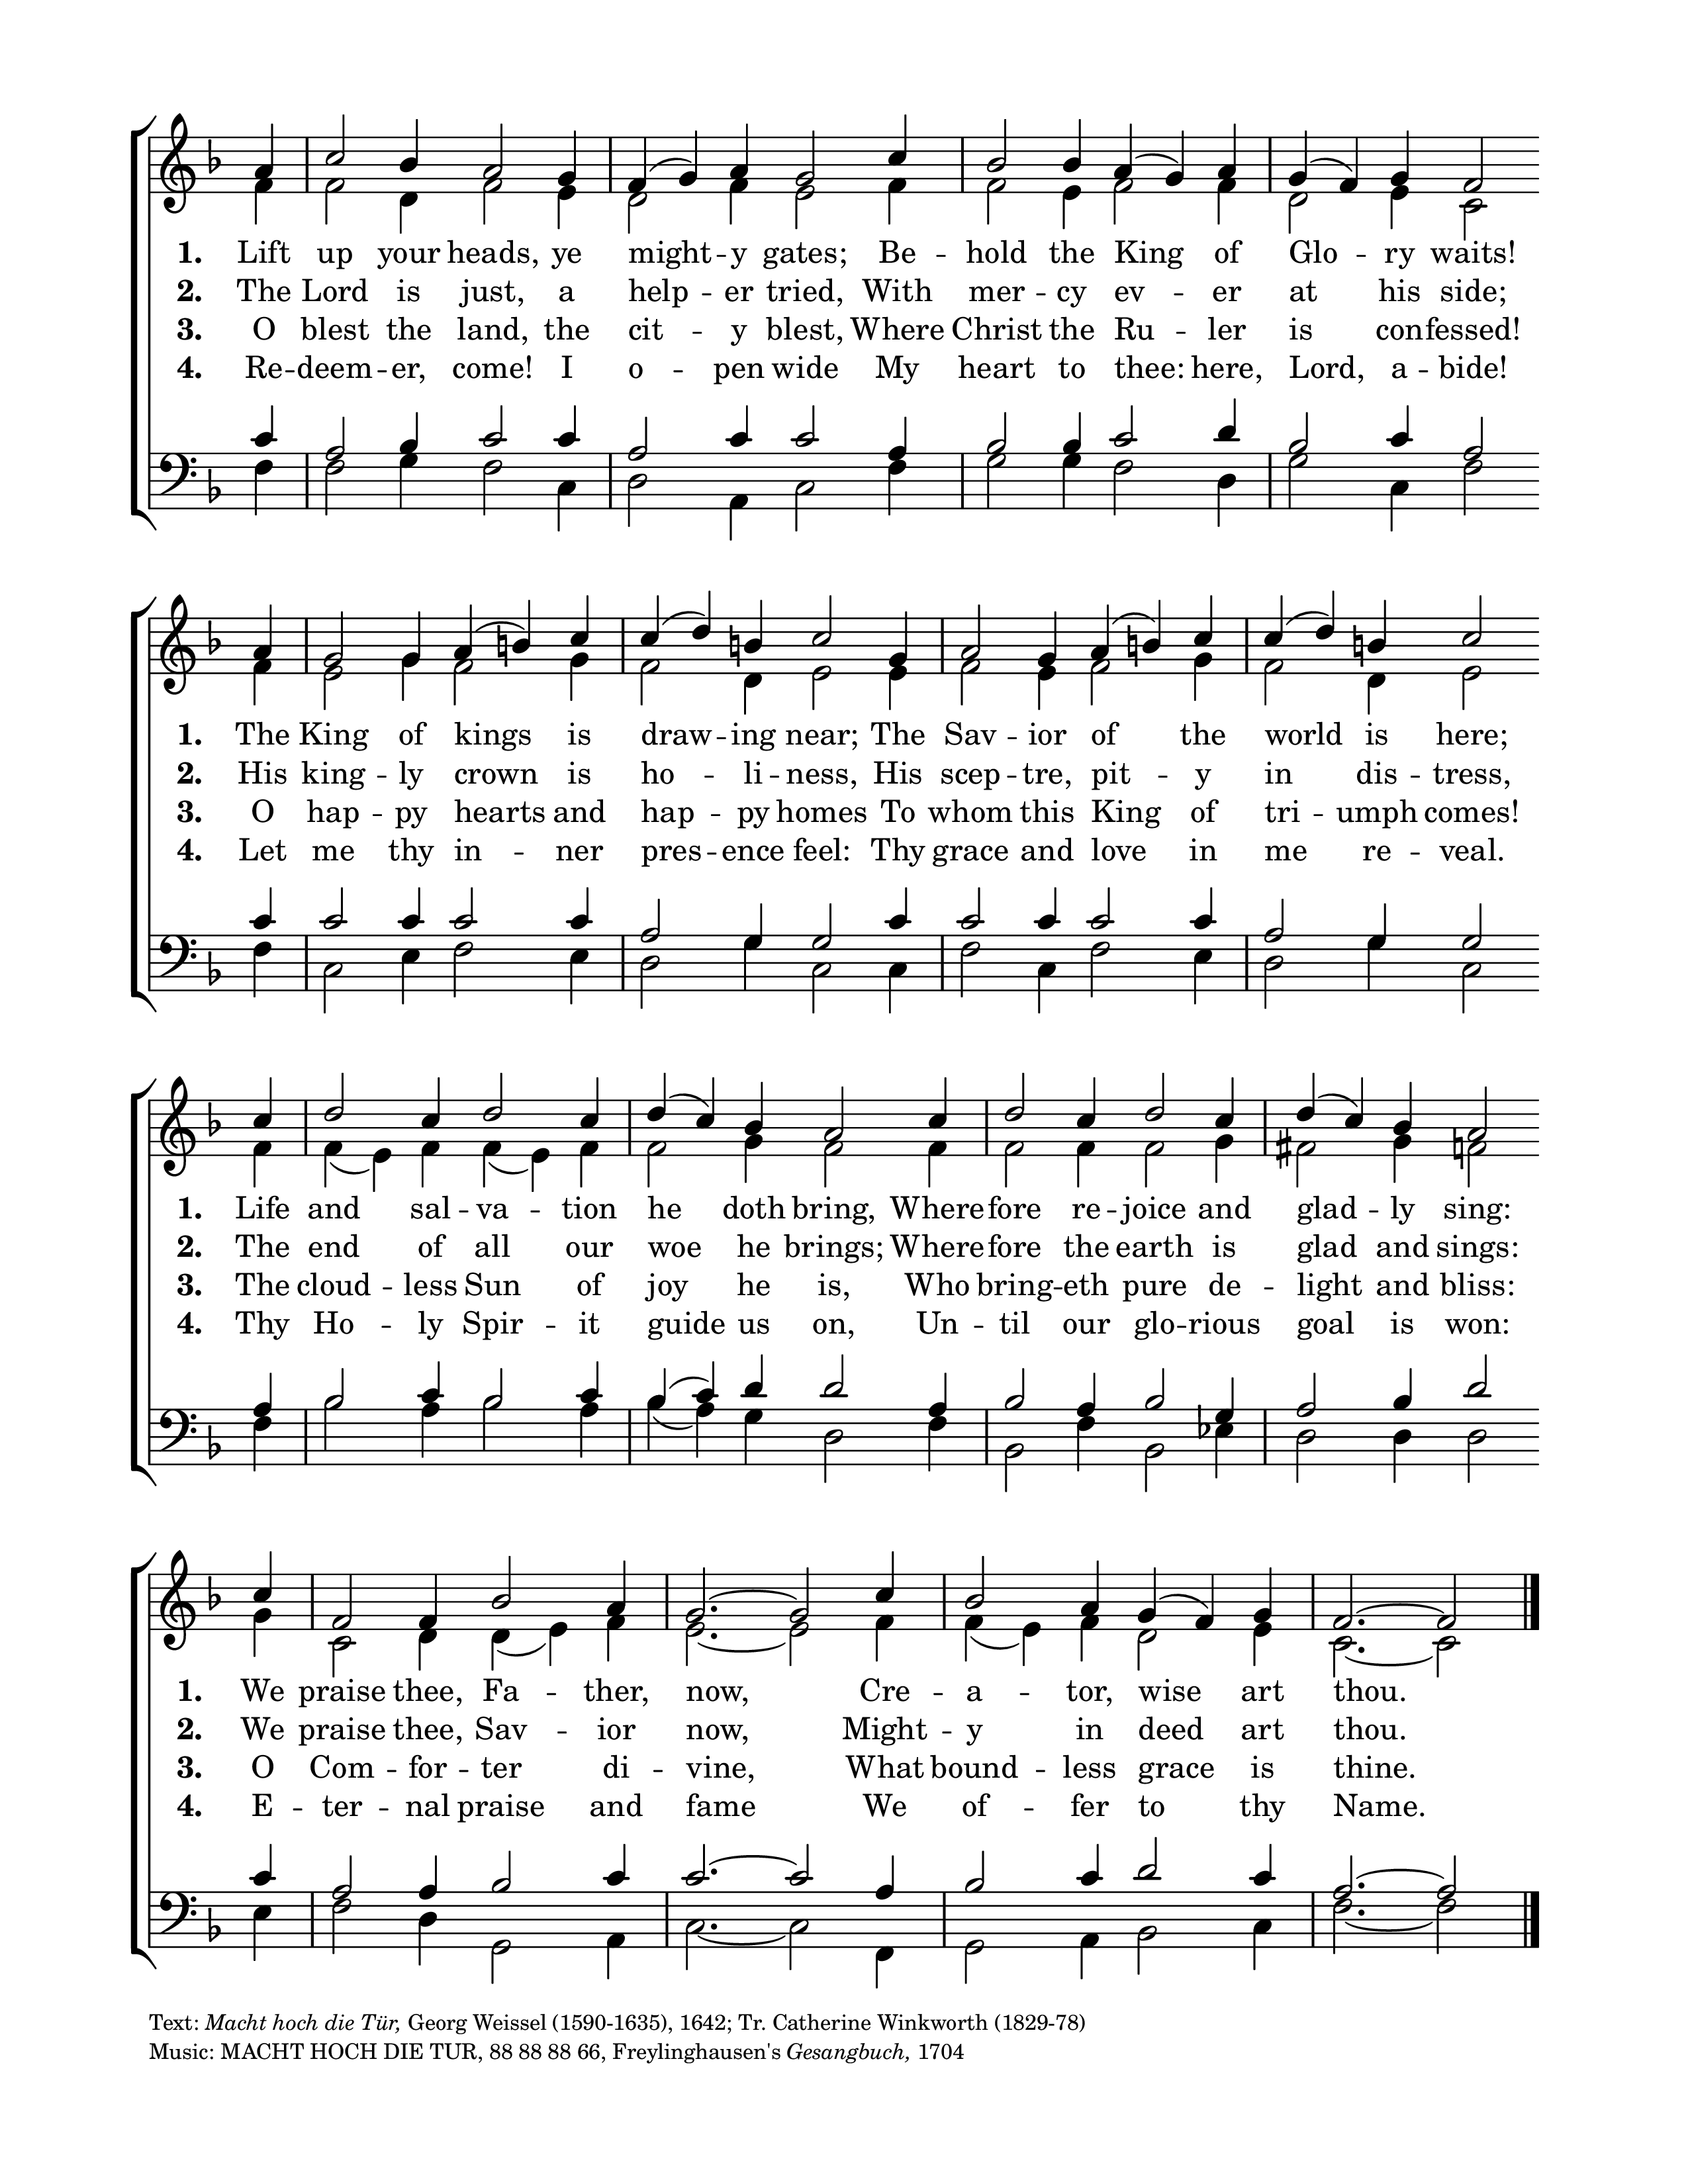 1. Lift up your heads, ye might -- y gates; Be -- hold the King of Glo -- ry waits!
2. The Lord is just, a help -- er tried, With mer -- cy ev -- er at his side;
3. O blest the land, the cit -- y blest, Where Christ the Ru -- ler is confessed!
4. Re -- deem -- er, come! I o -- pen wide My heart to thee: here, Lord, a -- bide!
1. The King of kings is draw -- ing near; The Sav -- ior of the world is here;
2. His king -- ly crown is ho -- li -- ness, His scep -- tre, pit -- y in dis -- tress,
3. O hap -- py hearts and hap -- py homes To whom this King of tri -- umph comes!
4. Let me thy in -- ner pres -- ence feel: Thy grace and love in me re -- veal.
1. Life and sal -- va -- tion he doth bring, Wherefore re -- joice and glad -- ly sing:
2. The end of all our woe he brings; Wherefore the earth is glad and sings:
3. The cloud -- less Sun of joy he is, Who bring -- eth pure de -- light and bliss:
4. Thy Ho -- ly Spir -- it guide us on, Un -- til our glo -- rious goal is won:
1. We praise thee, Fa -- ther, now, Cre -- a -- tor, wise art thou.
2. We praise thee, Sav -- ior now, Might -- y in deed art thou.
3. O Com -- for -- ter di -- vine, What bound -- less grace is thine.
4. E -- ter -- nal praise and fame We of -- fer to thy Name.
Text: Macht hoch die Tür, Georg Weissel (1590-1635), 1642; Tr. Catherine Winkworth (1829-78)
Music: MACHT HOCH DIE TUR, 88 88 88 66, Freylinghausen's Gesangbuch, 1704